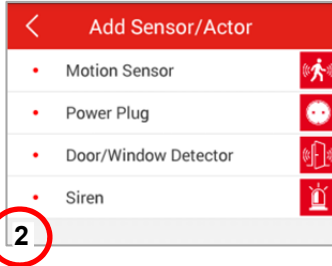 Add Sensor/Actor
Motion Sensor
Power Plug
Door/Window Detector
Siren
2